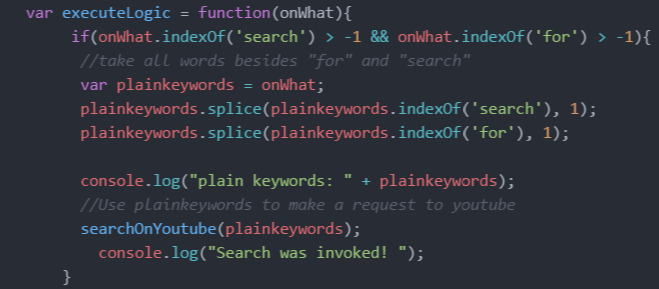 var executeLogic = function(onWhat){
if(onWhat.indexOf('search') > -1 && onWhat.indexOf('for') > -1){
//take all words besides "for" and "search"
var plainkeywords = onWhat;
plainkeywords.splice(plainkeywords.indexOf('search'), 1);
plainkeywords.splice(plainkeywords.indexOf('for'), 1);
console.log("plain keywords: " + plainkeywords);
//Use plainkeywords to make a request to youtube
searchOnYoutube(plainkeywords);
console.log("Search was invoked! ");
}